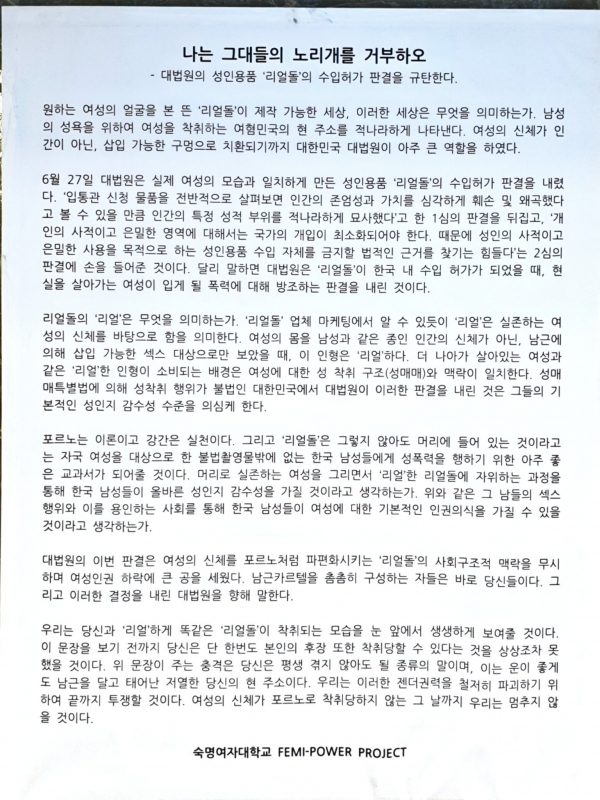 나는 그대들의 노리개를 거부하오
- 대법원의 성인용품 '리얼돌'의 수입허가 판결을 규탄한다.
원하는 여성의 얼굴을 본 뜬 '리얼돌'이 제작 가능한 세상, 이러한 세상은 무엇을 의미하는가. 남성
의 성욕을 위하여 여성을 착취하는 여혐민국의 현 주소를 적나라하게 나타낸다. 여성의 신체가 인
간이 아닌, 삽입 가능한 구멍으로 치환되기까지 대한민국 대법원이 아주 큰 역할을 하였다.
6월 27일 대법원은 실제 여성의 모습과 일치하게 만든 성인용품 '리얼돌'의 수입허가 판결을 내렸
다. '입통관 신청 물품을 전반적으로 살펴보면 인간의 존엄성과 가치를 심각하게 훼손 및 왜곡했다
고 볼 수 있을 만큼 인간의 특정 성적 부위를 적나라하게 묘사했다'고 한 1심의 판결을 뒤집고, '개
인의 사적이고 은밀한 영역에 대해서는 국가의 개입이 최소화되어야 한다. 때문에 성인의 사적이고
은밀한 사용을 목적으로 하는 성인용품 수입 자체를 금지할 법적인 근거를 찾기는 힘들다'는 2심의
판결에 손을 들어준 것이다. 달리 말하면 대법원은 '리얼돌'이 한국 내 수입 허가가 되었을 때, 현
실을 살아가는 여성이 입게 될 폭력에 대해 방조하는 판결을 내린 것이다.
리얼돌의 '리얼'은 무엇을 의미하는가. '리얼돌' 업체 마케팅에서 알 수 있듯이 '리얼'은 실존하는 여
성의 신체를 바탕으로 함을 의미한다. 여성의 몸을 남성과 같은 종인 인간의 신체가 아닌, 남근에
의해 삽입 가능한 섹스 대상으로만 보았을 때, 이 인형은 '리얼'하다. 더 나아가 살아있는 여성과
같은 '리얼'한 인형이 소비되는 배경은 여성에 대한 성 착취 구조(성매매)와 맥락이 일치한다. 성매
매특별법에 의해 성착취 행위가 불법인 대한민국에서 대법원이 이러한 판결을 내린 것은 그들의 기
본적인 성인지 감수성 수준을 의심케 한다.
포르노는 이론이고 강간은 실천이다. 그리고 '리얼돌'은 그렇지 않아도 머리에 들어 있는 것이라고
는 자국 여성을 대상으로 한 불법촬영물밖에 없는 한국 남성들에게 성폭력을 행하기 위한 아주 좋
은 교과서가 되어줄 것이다. 머리로 실존하는 여성을 그리면서 '리얼'한 리얼돌에 자위하는 과정을
통해 한국 남성들이 올바른 성인지 감수성을 가질 것이라고 생각하는가. 위와 같은 그 남들의 섹스
행위와 이를 용인하는 사회를 통해 한국 남성들이 여성에 대한 기본적인 인권의식을 가질 수 있을
것이라고 생각하는가.
대법원의 이번 판결은 여성의 신체를 포르노처럼 파편화시키는 '리얼돌'의 사회구조적 맥락을 무시
하며 여성인권 하락에 큰 공을 세웠다. 남근카르텔을 촘촘히 구성하는 자들은 바로 당신들이다. 그
리고 이러한 결정을 내린 대법원을 향해 말한다.
우리는 당신과 '리얼'하게 똑같은 '리얼돌'이 착취되는 모습을 눈 앞에서 생생하게 보여줄 것이다.
이 문장을 보기 전까지 당신은 단 한번도 본인의 후장 또한 착취당할 수 있다는 것을 상상조차 못
했을 것이다. 위 문장이 주는 충격은 당신은 평생 겪지 않아도 될 종류의 말이며, 이는 운이 좋게
도 남근을 달고 태어난 저열한 당신의 현 주소이다. 우리는 이러한 젠더권력을 철저히 파괴하기 위
하여 끝까지 투쟁할 것이다. 여성의 신체가 포르노로 착취당하지 않는 그 날까지 우리는 멈추지 않
을 것이다.
숙명여자대학교 FEMI-POWER PROJECT